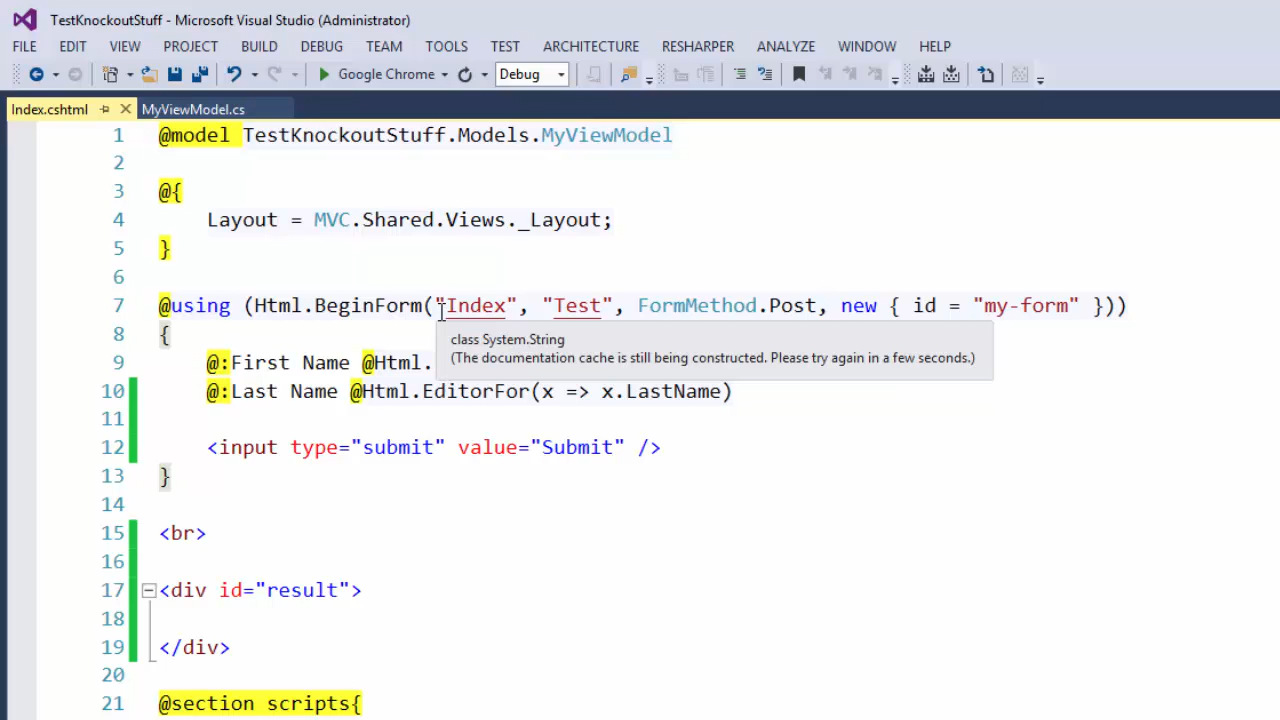 TestKnockoutStuff - Microsoft Visual Studio (Administrator)
FILE EDIT VIEW PROJECT BUILD DEBUG TEAM TOOLS TEST ARCHITECTURE RESHARPER ANALYZE WINDOW HELP
Google Chrome Debug
Index.cshtml MyViewModel.cs
1 @model TestKnockoutStuff.Models.MyViewModel
2
3 @{
4 Layout = MVC.Shared.Views._Layout;
5 }
6
7 @using (Html.BeginForm("Index", "Test", FormMethod.Post, new { id = "my-form" }))
8 {
class System.String
(The documentation cache is still being constructed. Please try again in a few seconds.)
9 @:First Name @Html.
10 @:Last Name @Html.EditorFor(x => x.LastName)
11
12 <input type="submit" value="Submit" />
13 }
14
15 <br>
16
17 <div id="result">
18
19 </div>
20
21 @section scripts{